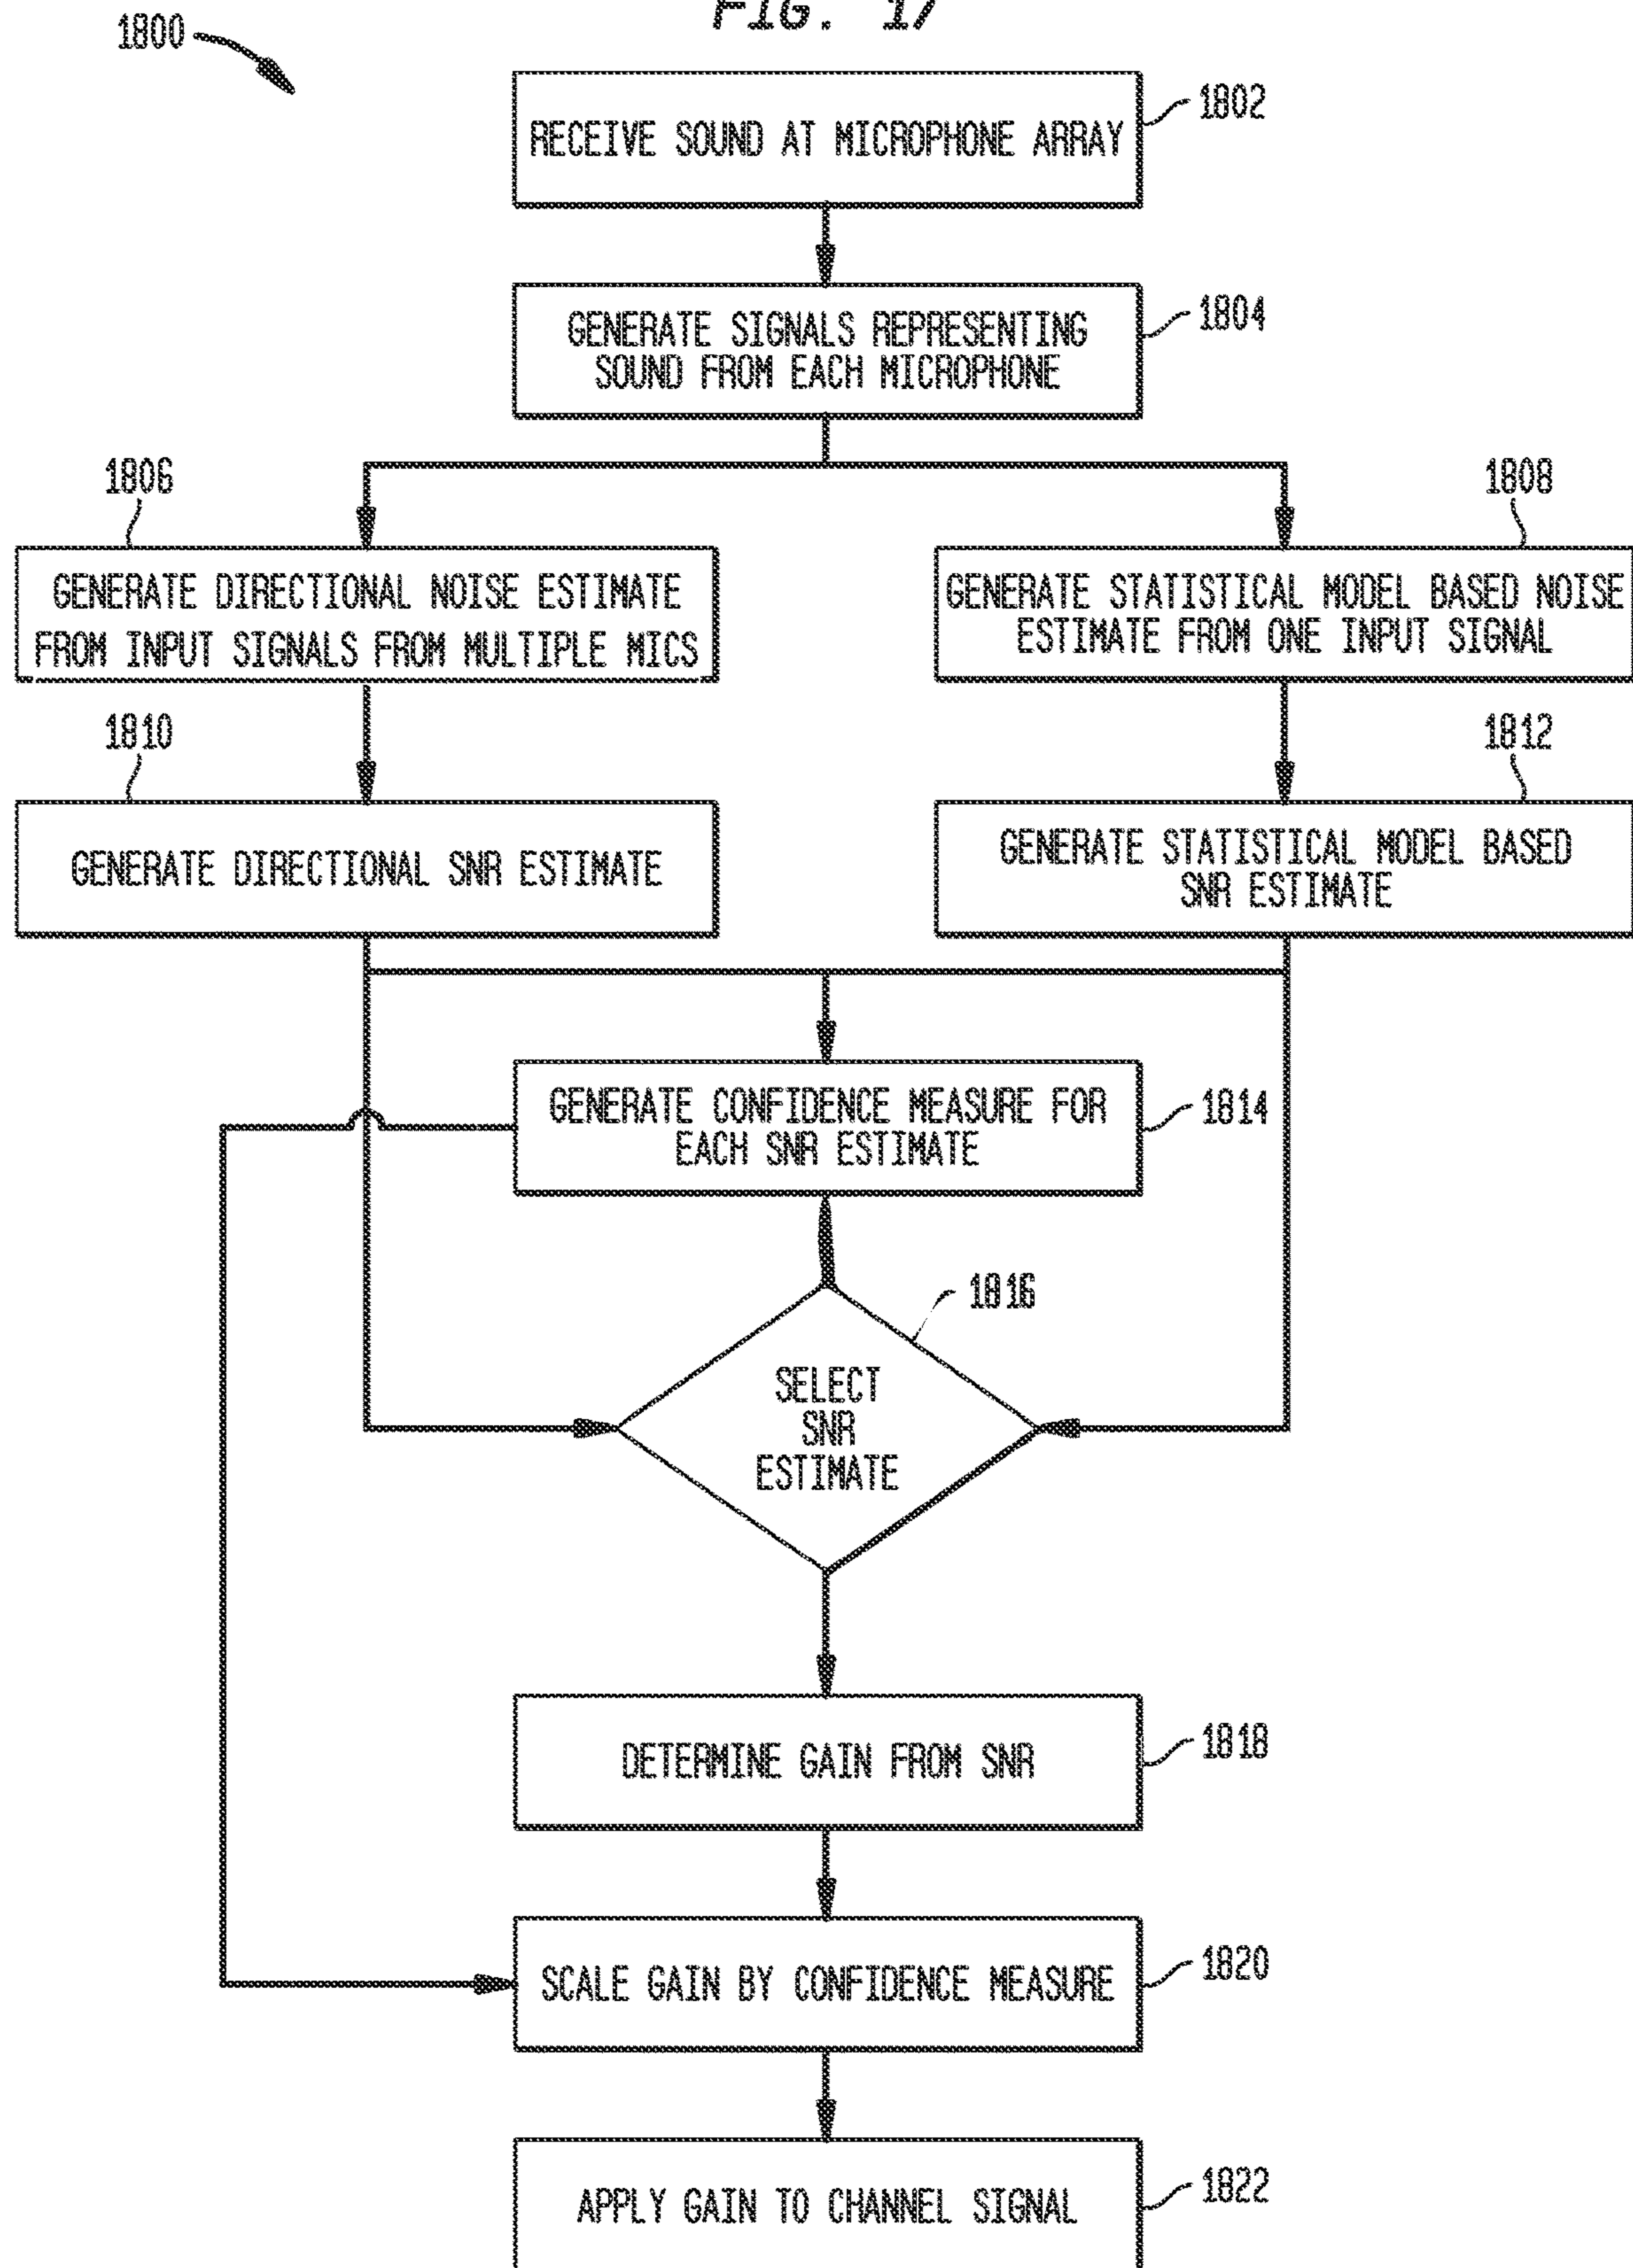 FIG. 17
1800
RECEIVE SOUND AT MICROPHONE ARRAY
1802
GENERATE SIGNALS REPRESENTING
SOUND FROM EACH MICROPHONE
1804
1806
1808
GENERATE DIRECTIONAL NOISE ESTIMATE
FROM INPUT SIGNALS FROM MULTIPLE MICS
GENERATE STATISTICAL MODEL BASED NOISE
ESTIMATE FROM ONE INPUT SIGNAL
1810
1812
GENERATE DIRECTIONAL SNR ESTIMATE
GENERATE STATISTICAL MODEL BASED
SNR ESTIMATE
GENERATE CONFIDENCE MEASURE FOR
EACH SNR ESTIMATE
1814
1816
SELECT
SNR
ESTIMATE
DETERMINE GAIN FROM SNR
1818
SCALE GAIN BY CONFIDENCE MEASURE
1820
APPLY GAIN TO CHANNEL SIGNAL
1822